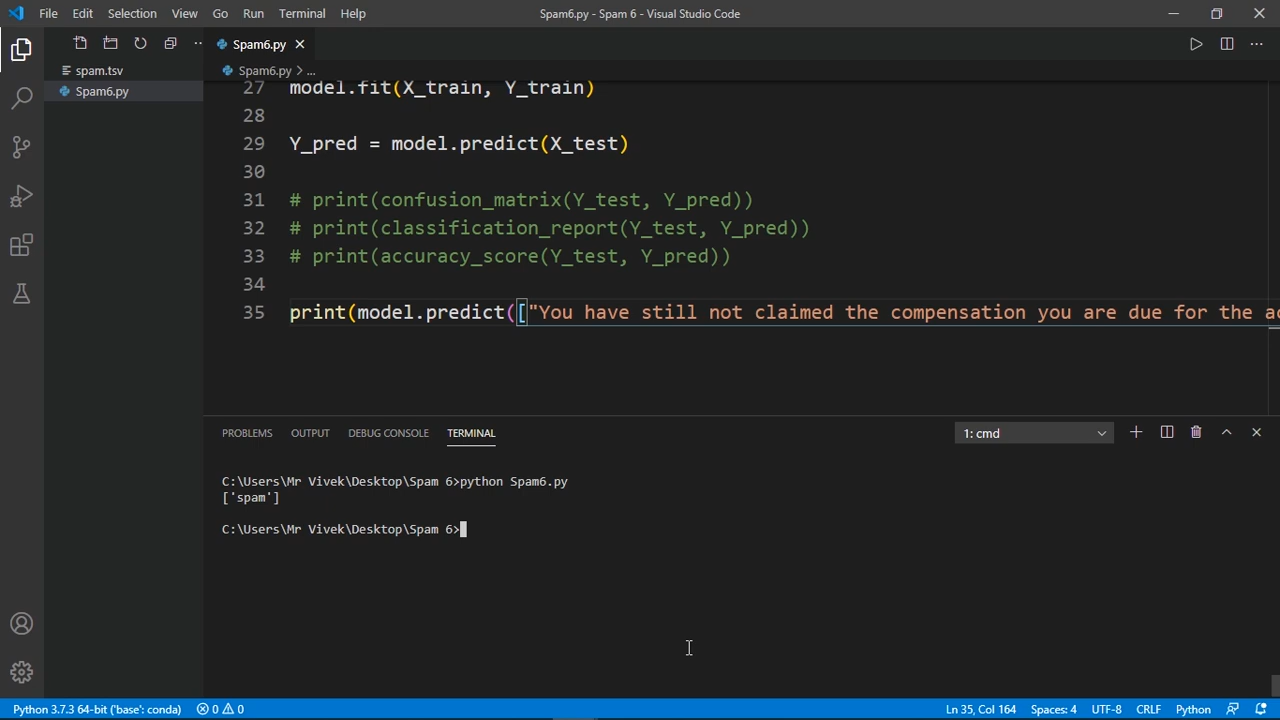 File Edit Selection View Go Run Terminal Help
Spam6.py - Spam 6 - Visual Studio Code
Spam6.py
spam.tsv
Spam6.py > ...
Spam6.py
27 model.fit(X_train, Y_train)
28
29 Y_pred = model.predict(X_test)
30
31 # print(confusion_matrix(Y_test, Y_pred))
32 # print(classification_report(Y_test, Y_pred))
33 # print(accuracy_score(Y_test, Y_pred))
34
35 print(model.predict(["You have still not claimed the compensation you are due for the
PROBLEMS OUTPUT DEBUG CONSOLE TERMINAL 1: cmd
C:\Users\Mr Vivek\Desktop\Spam 6>python Spam6.py
['spam']
C:\Users\Mr Vivek\Desktop\Spam 6>
Python 3.7.3 64-bit ('base': conda) 0 0 Ln 35, Col 164 Spaces: 4 UTF-8 CRLF Python